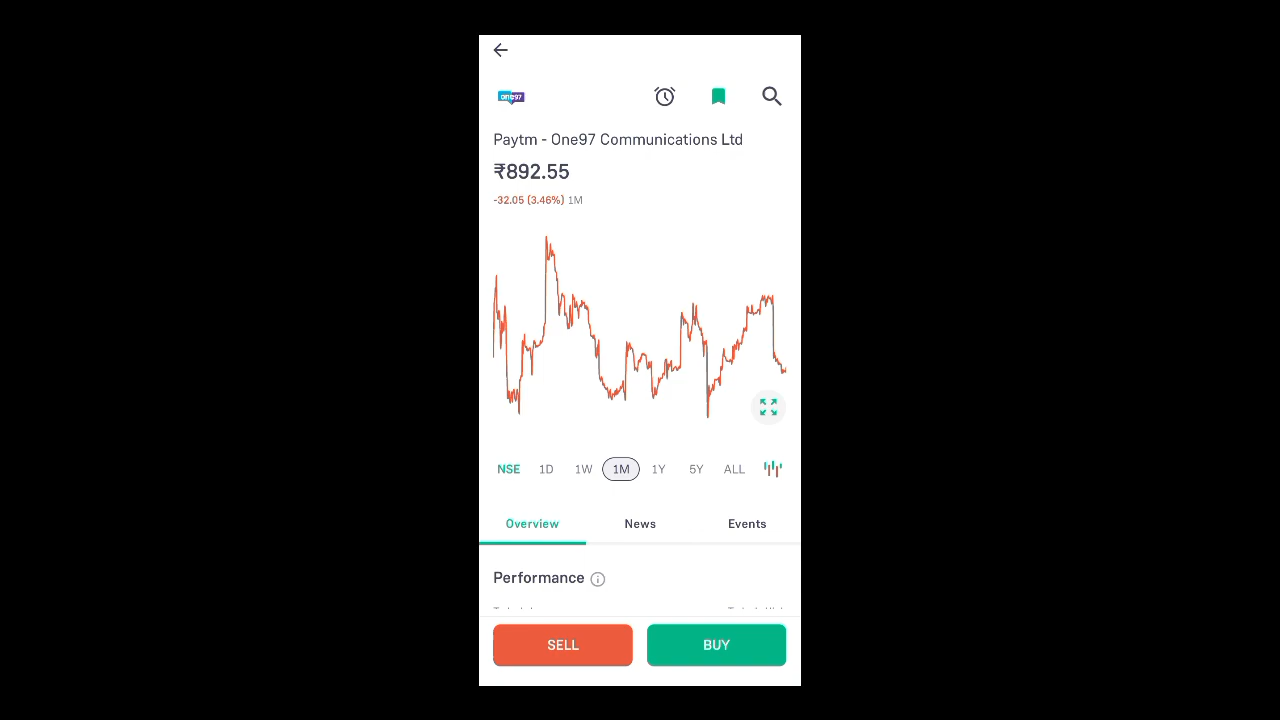 one97
Paytm - One97 Communications Ltd
₹892.55
-32.05 (3.46%) 1M
NSE 1D 1W 1M 1Y 5Y ALL
Overview News Events
Performance
SELL BUY